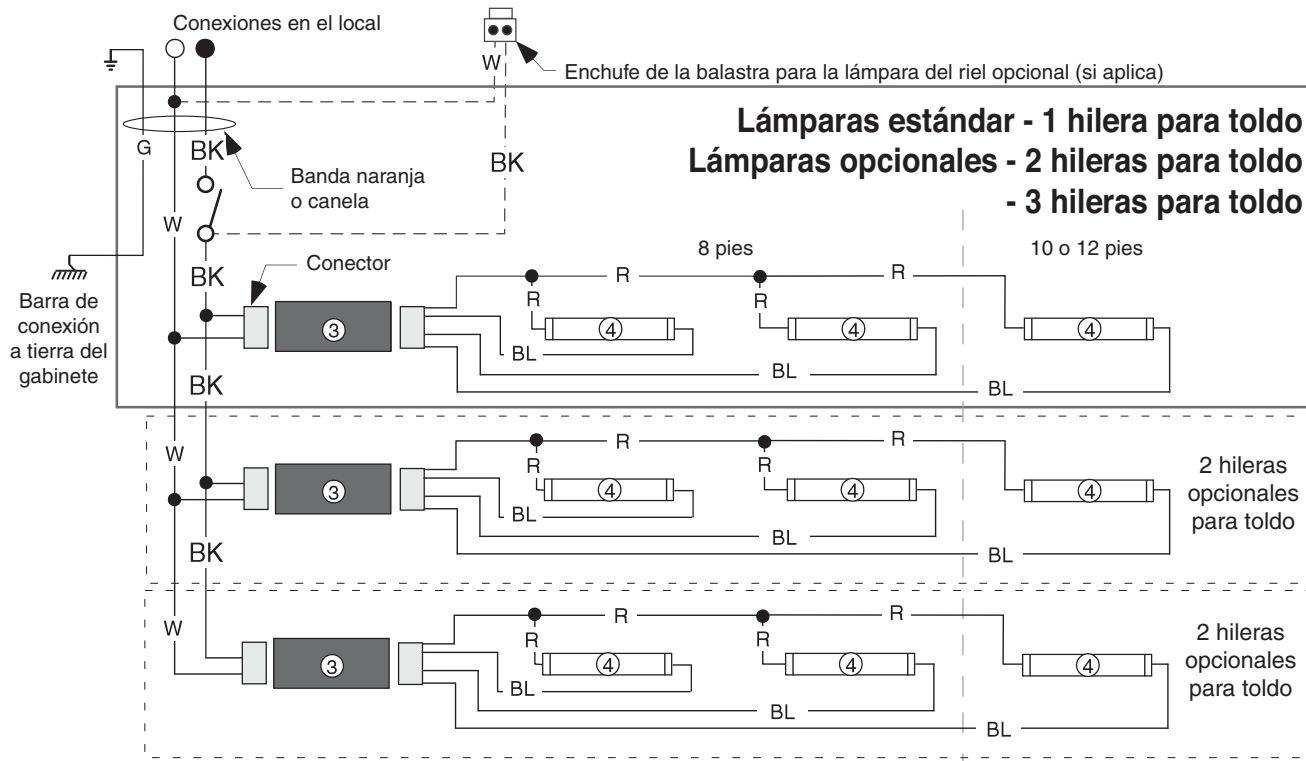 Conexiones en el local
W
Enchufe de la balastra para la lámpara del riel opcional (si aplica)
Lámparas estándar - 1 hilera para toldo
Lámparas opcionales - 2 hileras para toldo
- 3 hileras para toldo
G
BK
BK
Banda naranja
o canela
W
BK
Conector
8 pies
10 o 12 pies
Barra de
conexión
a tierra del
gabinete
R
R
R
R
3
4
4
4
BL
BL
BL
BK
W
R
R
R
R
3
4
4
4
BL
BL
BL
2 hileras
opcionales
para toldo
BK
W
R
R
R
R
3
4
4
4
BL
BL
BL
2 hileras
opcionales
para toldo